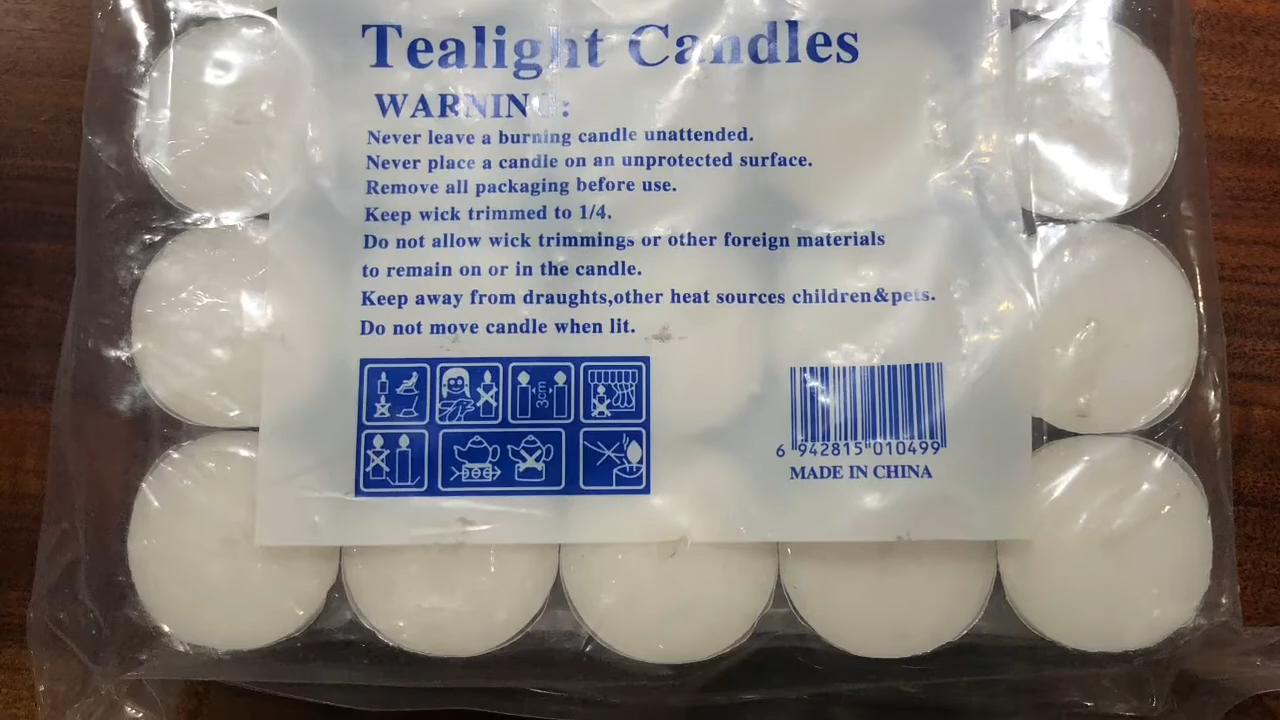 Tealight Candles
WARNING:
Never leave a burning candle unattended.
Never place a candle on an unprotected surface.
Remove all packaging before use.
Keep wick trimmed to 1/4.
Do not allow wick trimmings or other foreign materials
to remain on or in the candle.
Keep away from draughts,other heat sources children&pets.
Do not move candle when lit.
3cm
6 942815 010499
MADE IN CHINA